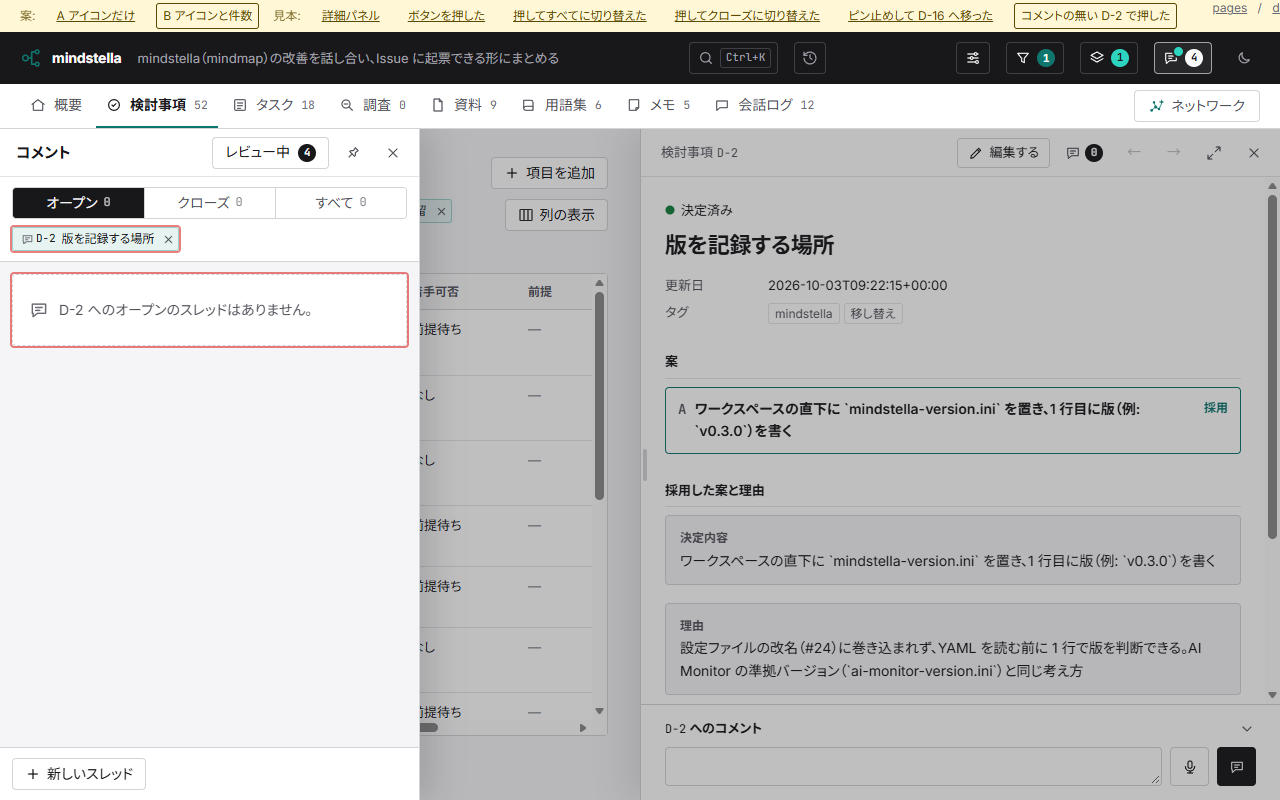 案: A アイコンだけ B アイコンと件数 見本: 詳細パネル ボタンを押した 押してすべてに切り替えた 押してクローズに切り替えた ピン止めして D-16 へ移った コメントの無い D-2 で押した pages / d
mindstella mindstella（mindmap）の改善を話し合い、Issue に起票できる形にまとめる Ctrl+K 1 1 4
概要 検討事項 52 タスク 18 調査 0 資料 9 用語集 6 メモ 5 会話ログ 12 ネットワーク
コメント レビュー中 4
オープン 0 クローズ 0 すべて 0
D-2 版を記録する場所
D-2 へのオープンのスレッドはありません。
新しいスレッド
項目を追加
列の表示
前提
前提待ち —
なし —
なし —
前提待ち —
前提待ち —
なし —
前提待ち —
検討事項 D-2 編集する 0
決定済み
版を記録する場所
更新日 2026-10-03T09:22:15+00:00
タグ mindstella 移し替え
案
A ワークスペースの直下に `mindstella-version.ini` を置き、1 行目に版（例: 採用
`v0.3.0`）を書く
採用した案と理由
決定内容
ワークスペースの直下に `mindstella-version.ini` を置き、1 行目に版（例: `v0.3.0`）を書く
理由
設定ファイルの改名（#24）に巻き込まれず、YAML を読む前に 1 行で版を判断できる。AI
Monitor の準拠バージョン（`ai-monitor-version.ini`）と同じ考え方
D-2 へのコメント